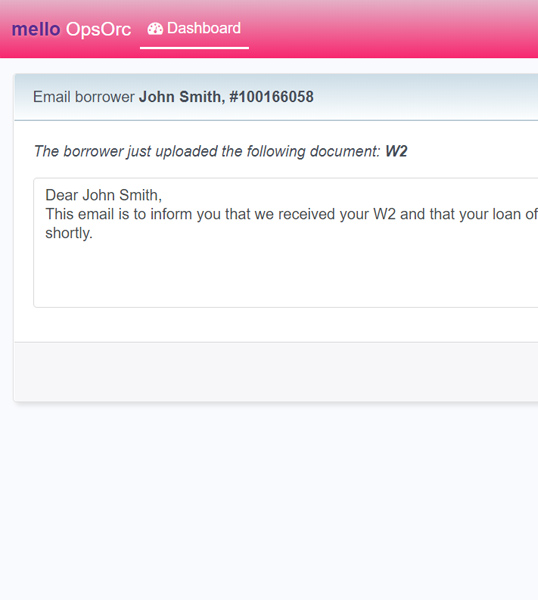 mello OpsOrc Dashboard
Email borrower John Smith, #100166058
The borrower just uploaded the following document: W2
Dear John Smith,
This email is to inform you that we received your W2 and that your loan of
shortly.